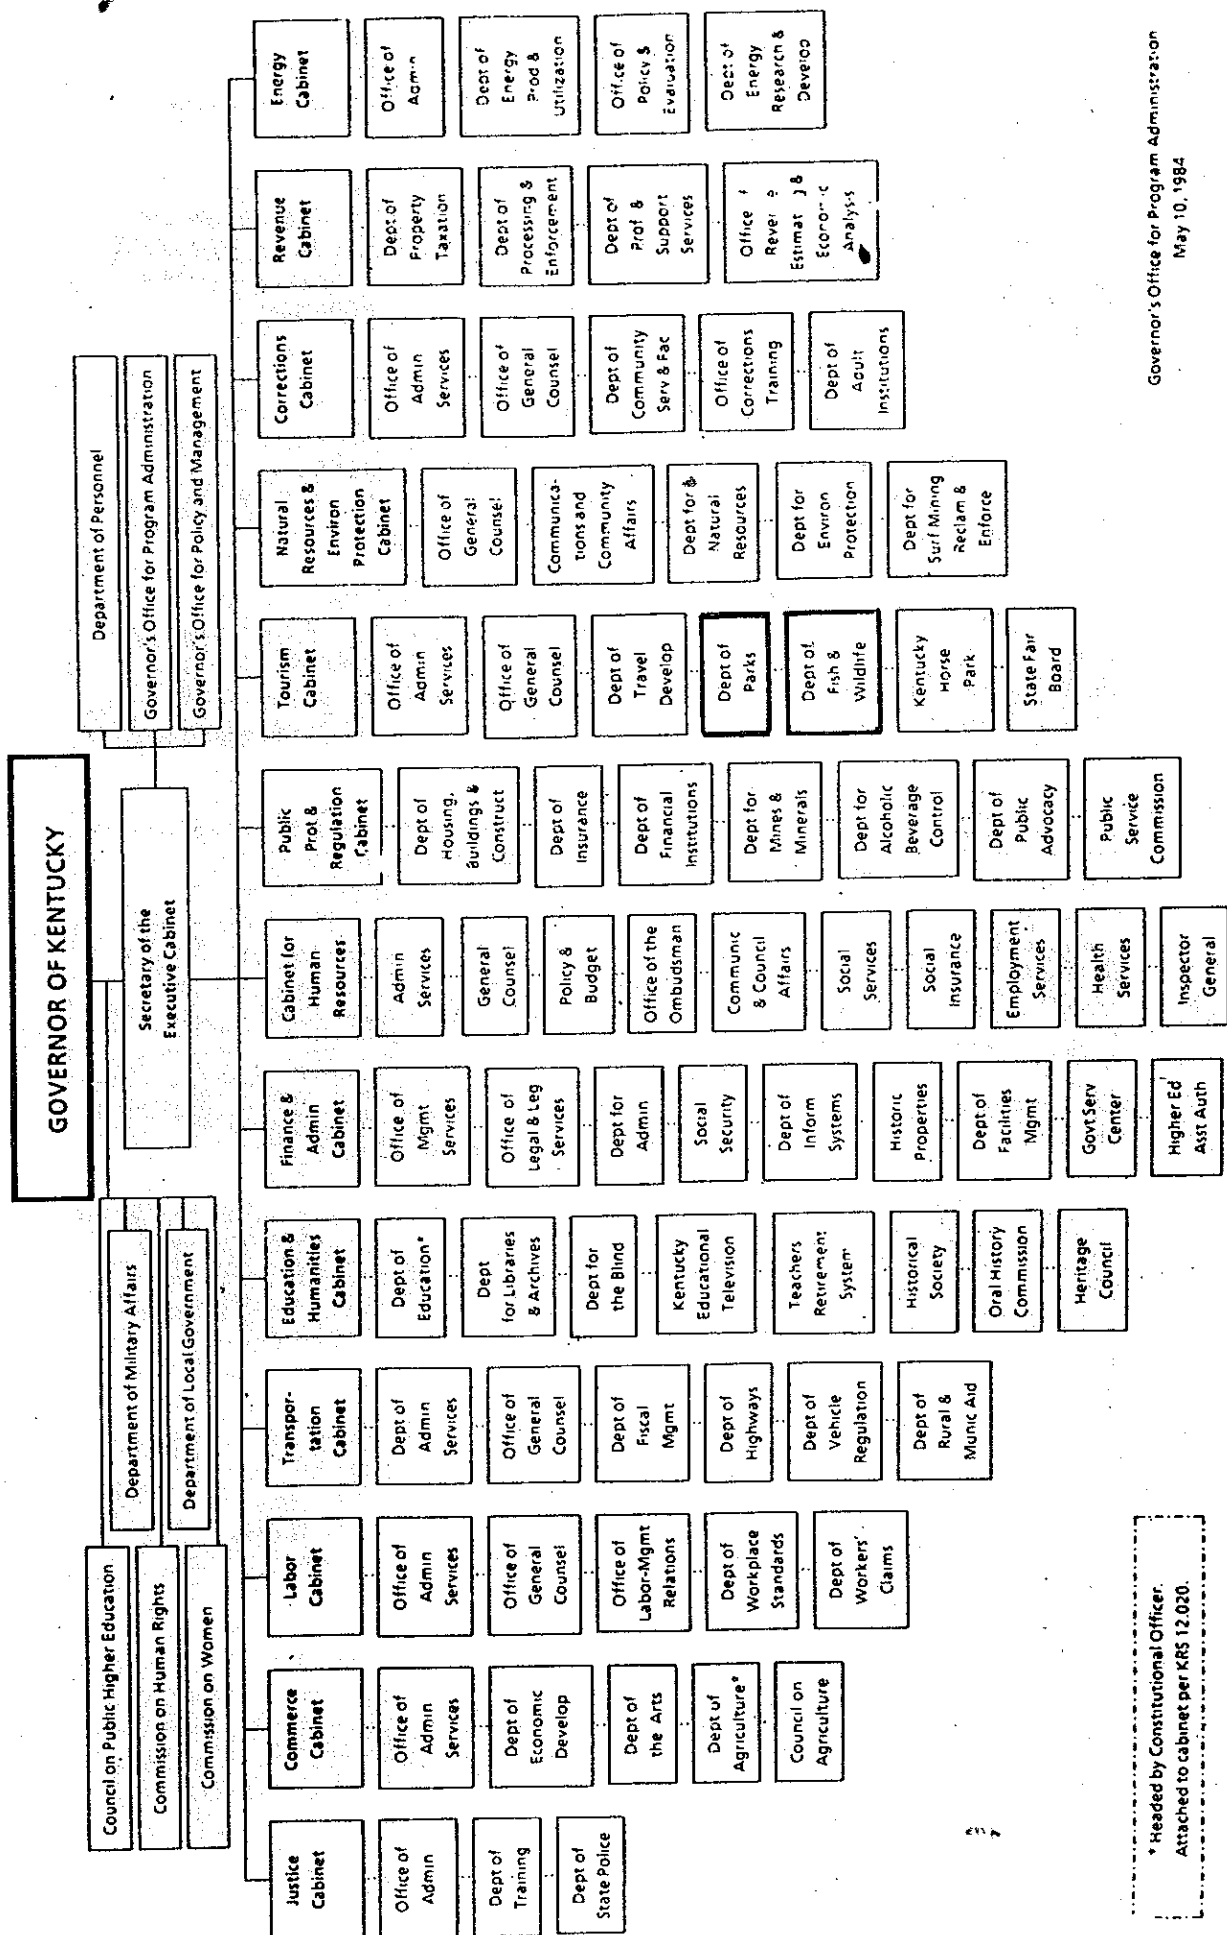 GOVERNOR OF KENTUCKY
Secretary of the
Executive Cabinet
Council on Public Higher Education
Department of Military Affairs
Commission on Human Rights
Department of Local Government
Commission on Women
Department of Personnel
Governor's Office for Program Administration
Governor's Office for Policy and Management
Justice
Cabinet
Office of
Admin
Dept of
Training
Dept of
State Police
Commerce
Cabinet
Office of
Admin
Services
Dept of
Economic
Develop
Dept of
the Arts
Dept of
Agriculture*
Council on
Agriculture
Labor
Cabinet
Office of
Admin
Services
Office of
General
Counsel
Office of
Labor-Mgmt
Relations
Dept of
Workplace
Standards
Dept of
Workers'
Claims
Transpor-
tation
Cabinet
Dept of
Admin
Services
Office of
General
Counsel
Dept of
Fiscal
Mgmt
Dept of
Highways
Dept of
Vehicle
Regulation
Dept of
Rural &
Munic Aid
Education &
Humanities
Cabinet
Dept of
Education*
Dept
for Libraries
& Archives
Dept for
the Blind
Kentucky
Educational
Television
Teachers
Retirement
System
Historical
Society
Oral History
Commission
Heritage
Council
Finance &
Admin
Cabinet
Office of
Mgmt
Services
Office of
Legal & Leg
Services
Dept for
Admin
Social
Security
Dept of
Inform
Systems
Historic
Properties
Dept of
Facilities
Mgmt
Govt Serv
Center
Higher Ed
Asst Auth
Cabinet for
Human
Resources
Admin
Services
General
Counsel
Policy &
Budget
Office of the
Ombudsman
Communic
& Council
Affairs
Social
Services
Social
Insurance
Employment
Services
Health
Services
Inspector
General
Public
Prot &
Regulation
Cabinet
Dept of
Housing,
Buildings &
Construct
Dept of
Insurance
Dept of
Financial
Institutions
Dept for
Mines &
Minerals
Dept for
Alcoholic
Beverage
Control
Dept of
Public
Advocacy
Public
Service
Commission
Tourism
Cabinet
Office of
Admin
Services
Office of
General
Counsel
Dept of
Travel
Develop
Dept of
Parks
Dept of
Fish &
Wildlife
Kentucky
Horse
Park
State Fair
Board
Natural
Resources &
Environ
Protection
Cabinet
Office of
General
Counsel
Communica-
tions and
Community
Affairs
Dept for
Natural
Resources
Dept for
Environ
Protection
Dept for
Surf Mining
Reclam &
Enforce
Corrections
Cabinet
Office of
Admin
Services
Office of
General
Counsel
Dept of
Community
Serv & Fac
Office of
Corrections
Training
Dept of
Adult
Institutions
Revenue
Cabinet
Dept of
Property
Taxation
Dept of
Processing &
Enforcement
Dept of
Prof &
Support
Services
Office
Economic
Analysis
Energy
Cabinet
Office of
Admin
Dept of
Energy
Prod &
Utilization
Office of
Policy &
Evaluation
Dept of
Energy
Research &
Develop
* Headed by Constitutional Officer.
Attached to cabinet per KRS 12.020.
Governor's Office for Program Administration
May 10, 1984